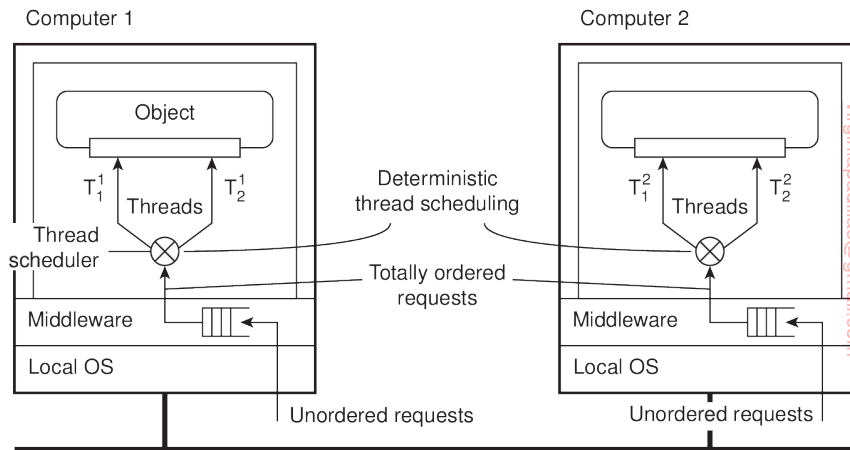 Computer 1
Computer 2
Object
T₁¹
T₂¹
Threads
Thread
scheduler
Deterministic
thread scheduling
Totally ordered
requests
T₁²
T₂²
Threads
Middleware
Local OS
Unordered requests
Middleware
Local OS
Unordered requests